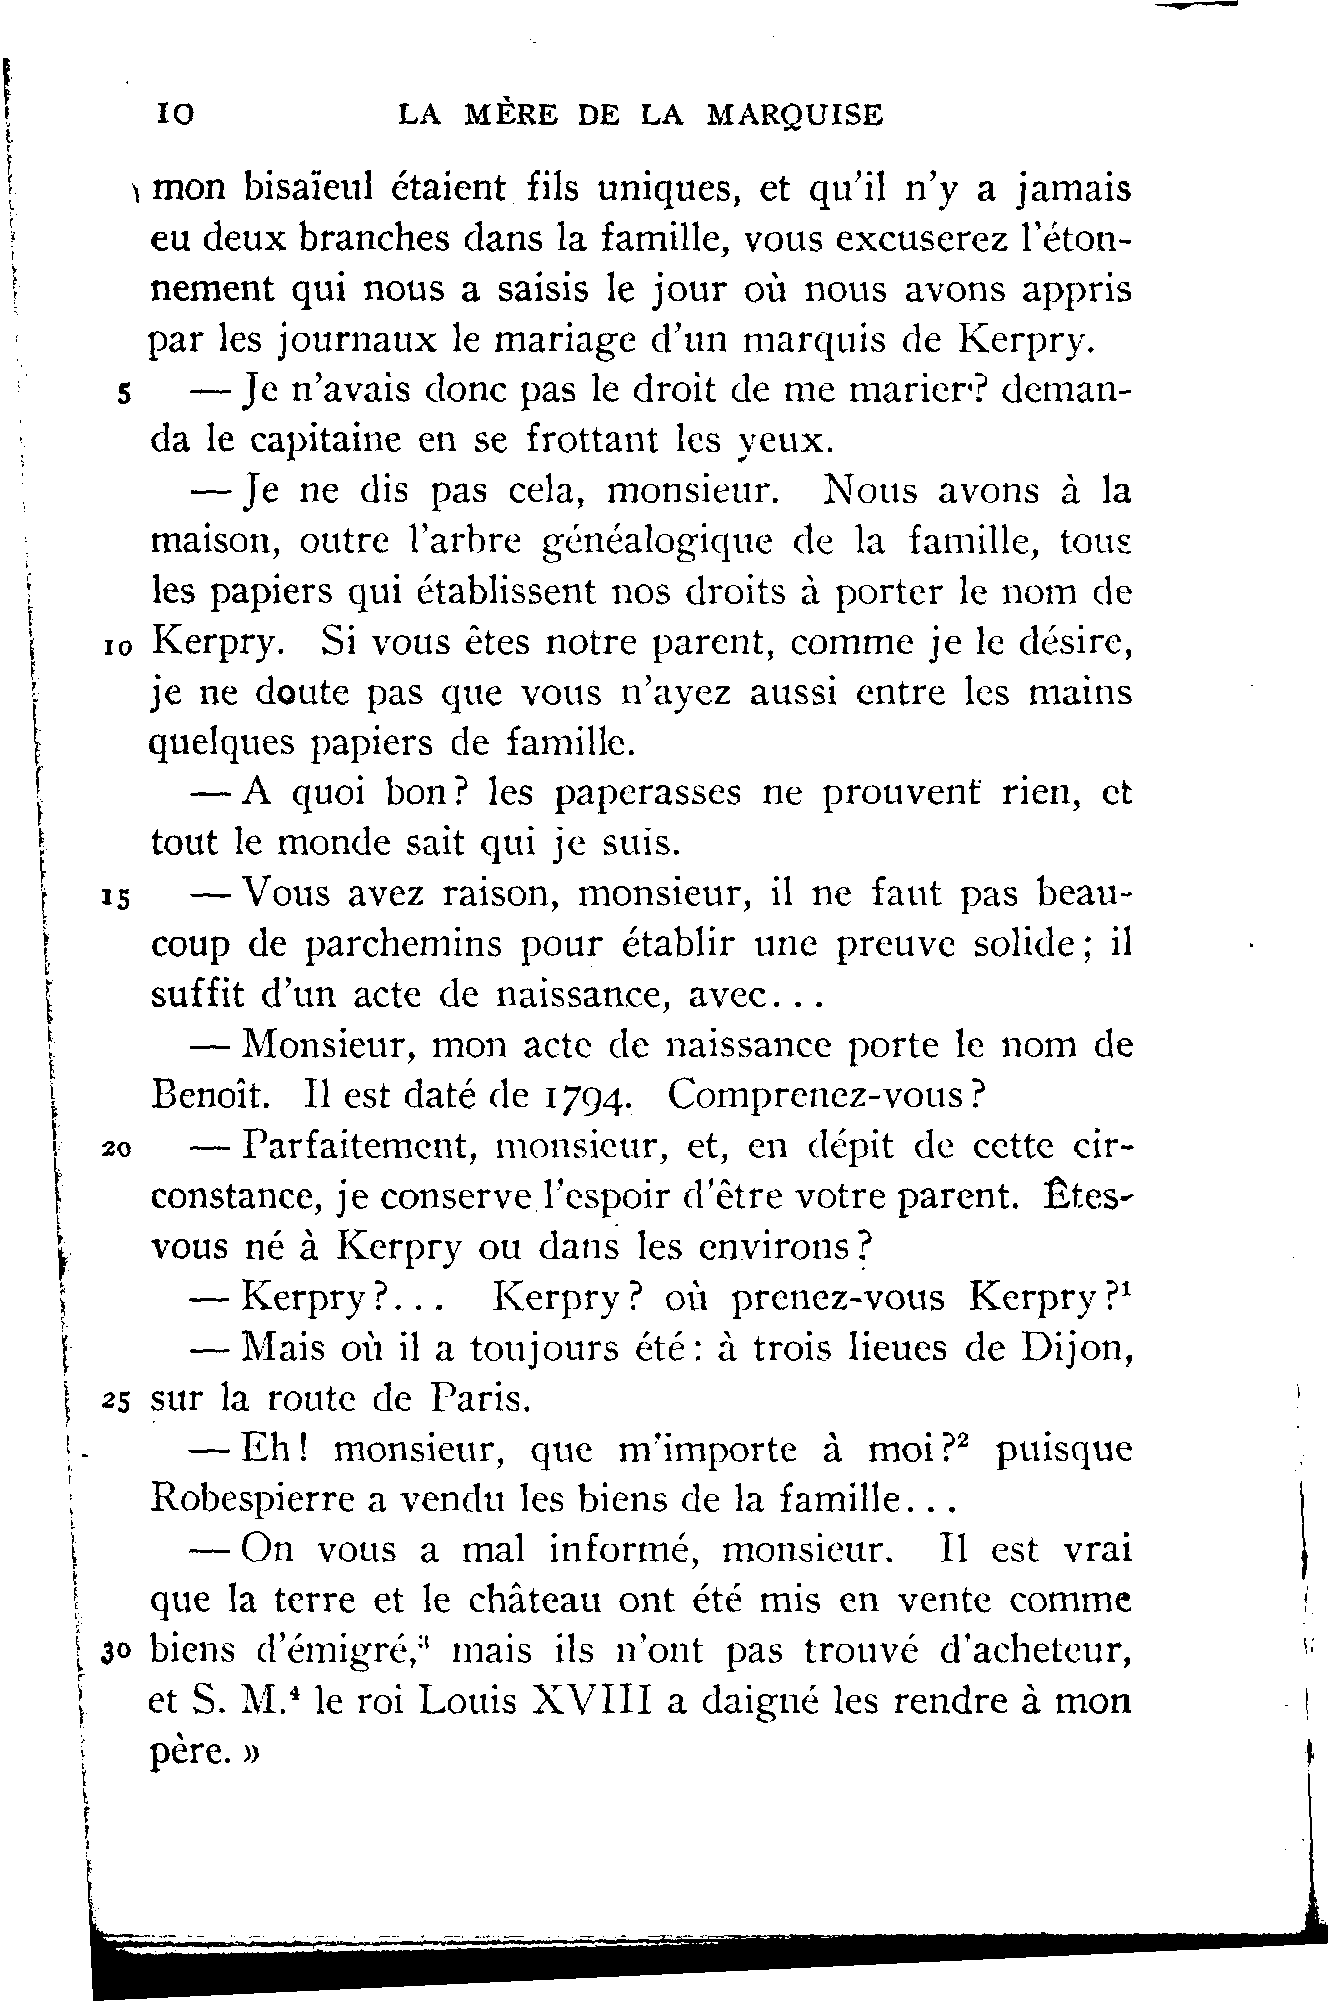 10 LA MÈRE DE LA MARQUISE
mon bisaïeul étaient fils uniques, et qu'il n'y a jamais
eu deux branches dans la famille, vous excuserez l'éton-
nement qui nous a saisis le jour où nous avons appris
par les journaux le mariage d'un marquis de Kerpry.
5 — Je n'avais donc pas le droit de me marier? deman-
da le capitaine en se frottant les yeux.
— Je ne dis pas cela, monsieur. Nous avons à la
maison, outre l'arbre généalogique de la famille, tous
les papiers qui établissent nos droits à porter le nom de
10 Kerpry. Si vous êtes notre parent, comme je le désire,
je ne doute pas que vous n'ayez aussi entre les mains
quelques papiers de famille.
— A quoi bon? les paperasses ne prouvent rien, et
tout le monde sait qui je suis.
15 — Vous avez raison, monsieur, il ne faut pas beau-
coup de parchemins pour établir une preuve solide; il
suffit d'un acte de naissance, avec...
— Monsieur, mon acte de naissance porte le nom de
Benoît. Il est daté de 1794. Comprenez-vous?
20 — Parfaitement, monsieur, et, en dépit de cette cir-
constance, je conserve l'espoir d'être votre parent. Êtes-
vous né à Kerpry ou dans les environs?
— Kerpry?... Kerpry? où prenez-vous Kerpry?¹
— Mais où il a toujours été: à trois lieues de Dijon,
25 sur la route de Paris.
— Eh! monsieur, que m'importe à moi?² puisque
Robespierre a vendu les biens de la famille...
— On vous a mal informé, monsieur. Il est vrai
que la terre et le château ont été mis en vente comme
30 biens d'émigré,³ mais ils n'ont pas trouvé d'acheteur,
et S. M.⁴ le roi Louis XVIII a daigné les rendre à mon
père. »